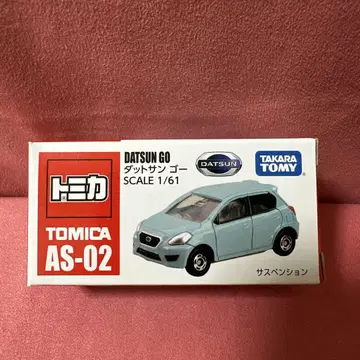 トミカ
TOMICA
AS-02
DATSUN GO
ダットサン ゴー
SCALE 1/61
DATSUN
TAKARA
TOMY
サスペンション